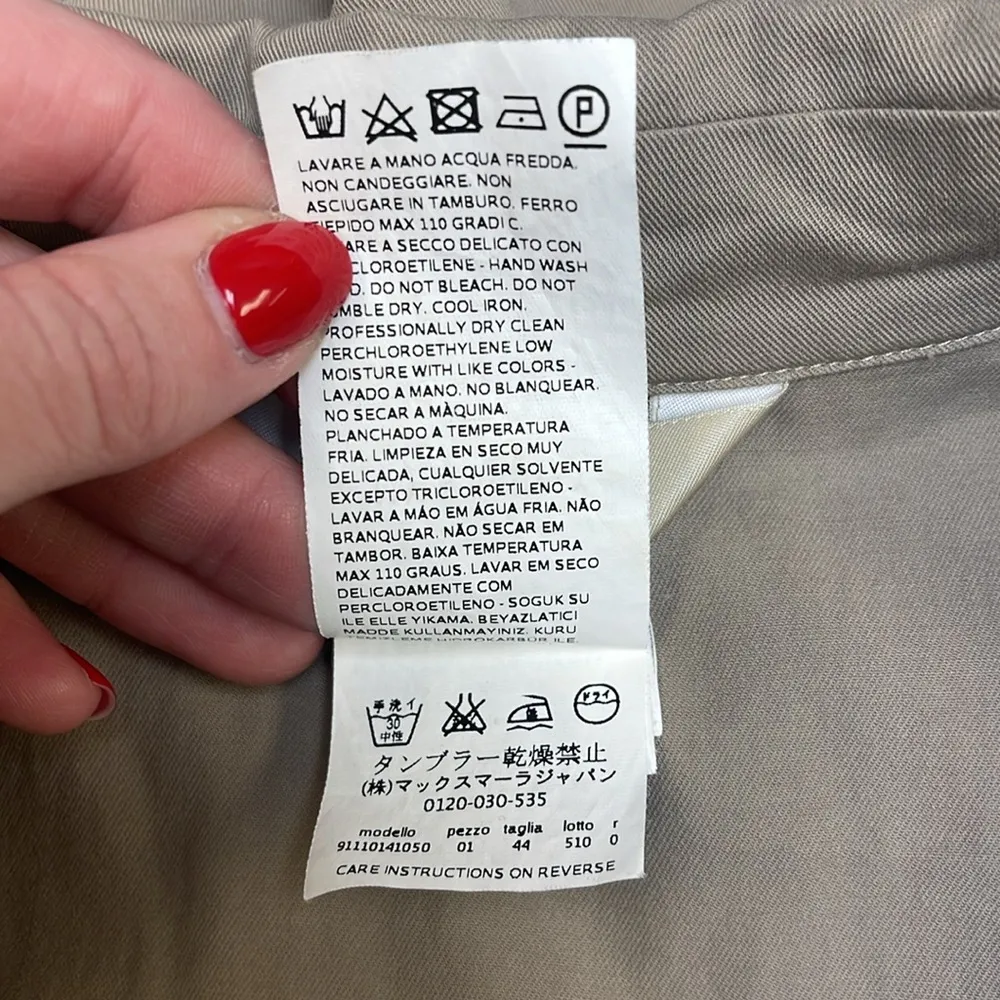 P
LAVARE A MANO ACQUA FREDDA.
NON CANDEGGIARE. NON
ASCIUGARE IN TAMBURO. FERRO
TIEPIDO MAX 110 GRADI C.
ARE A SECCO DELICATO CON
CLOROETILENE - HAND WASH
D. DO NOT BLEACH. DO NOT
UMBLE DRY. COOL IRON.
PROFESSIONALLY DRY CLEAN
PERCHLOROETHYLENE LOW
MOISTURE WITH LIKE COLORS -
LAVADO A MANO. NO BLANQUEAR.
NO SECAR A MÀQUINA.
PLANCHADO A TEMPERATURA
FRIA. LIMPIEZA EN SECO MUY
DELICADA, CUALQUIER SOLVENTE
EXCEPTO TRICLOROETILENO -
LAVAR A MÁO EM ÁGUA FRIA. NÃO
BRANQUEAR. NÃO SECAR EM
TAMBOR. BAIXA TEMPERATURA
MAX 110 GRAUS. LAVAR EM SECO
DELICADAMENTE COM
PERCLOROETILENO - SOGUK SU
ILE ELLE YIKAMA. BEYAZLATICI
MADDE KULLANMAYINIZ. KURU
TEMIZLEME HIDROKARBÜR ILE.
手洗イ 30 中性 低 ドライ
タンブラー乾燥禁止
(株)マックスマーラジャパン
0120-030-535
modello pezzo taglia lotto r
91110141050 01 44 510 0
CARE INSTRUCTIONS ON REVERSE